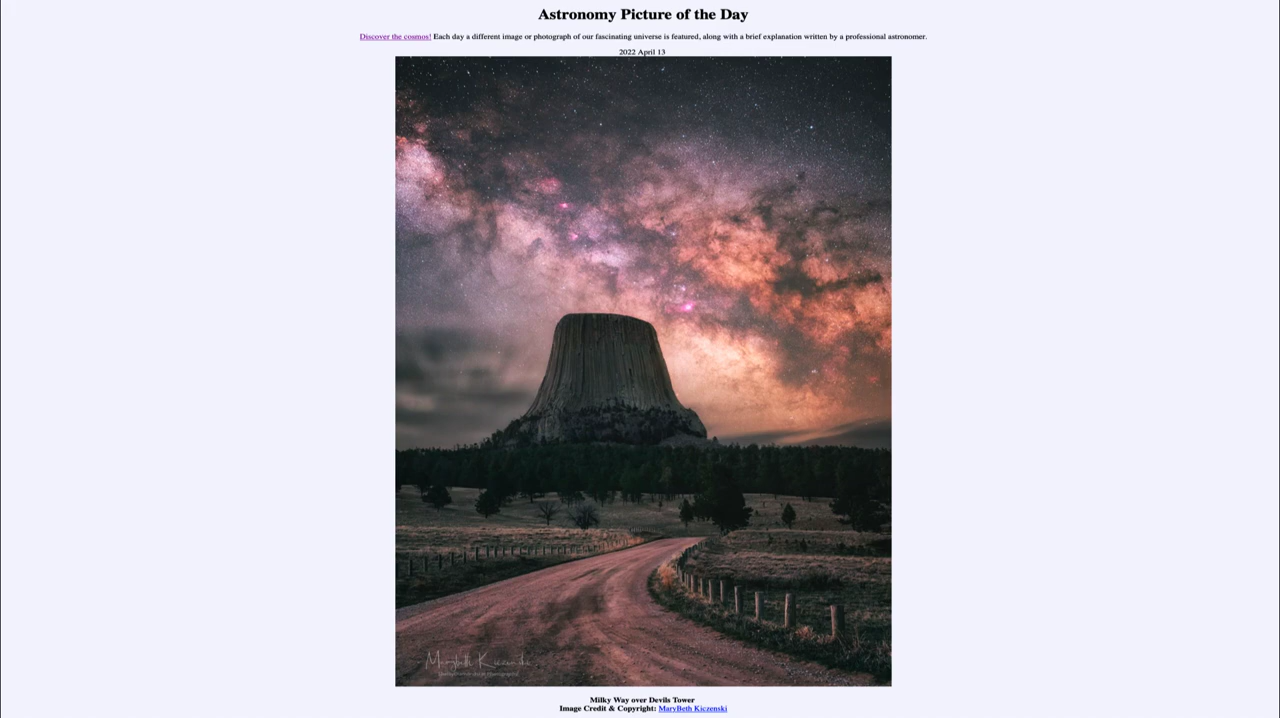 Astronomy Picture of the Day
Discover the cosmos! Each day a different image or photograph of our fascinating universe is featured, along with a brief explanation written by a professional astronomer.
2022 April 13
Marybeth Kiczenski
Milky Way over Devils Tower
Image Credit & Copyright: MaryBeth Kiczenski